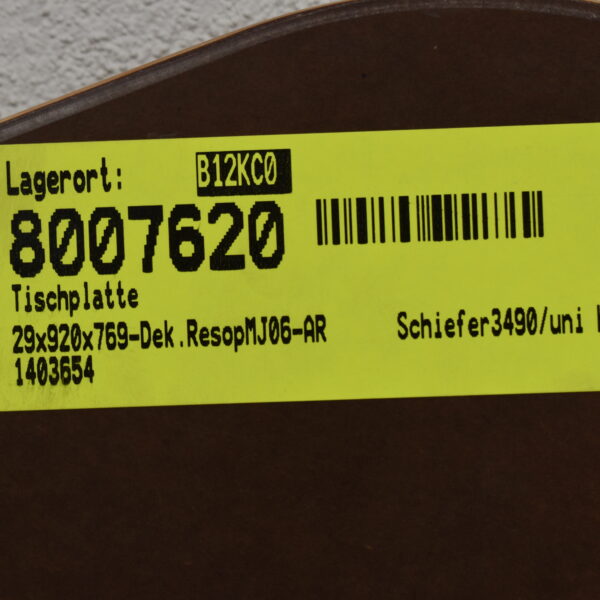 Lagerort: B12KC0
8007620
Tischplatte
29x920x769-Dek.ResopMJ06-AR Schiefer3490/uni
1403654